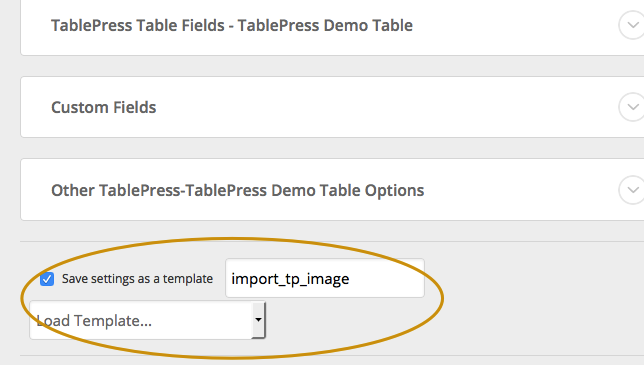 TablePress Table Fields - TablePress Demo Table
Custom Fields
Other TablePress-TablePress Demo Table Options
Save settings as a template import_tp_image
Load Template...